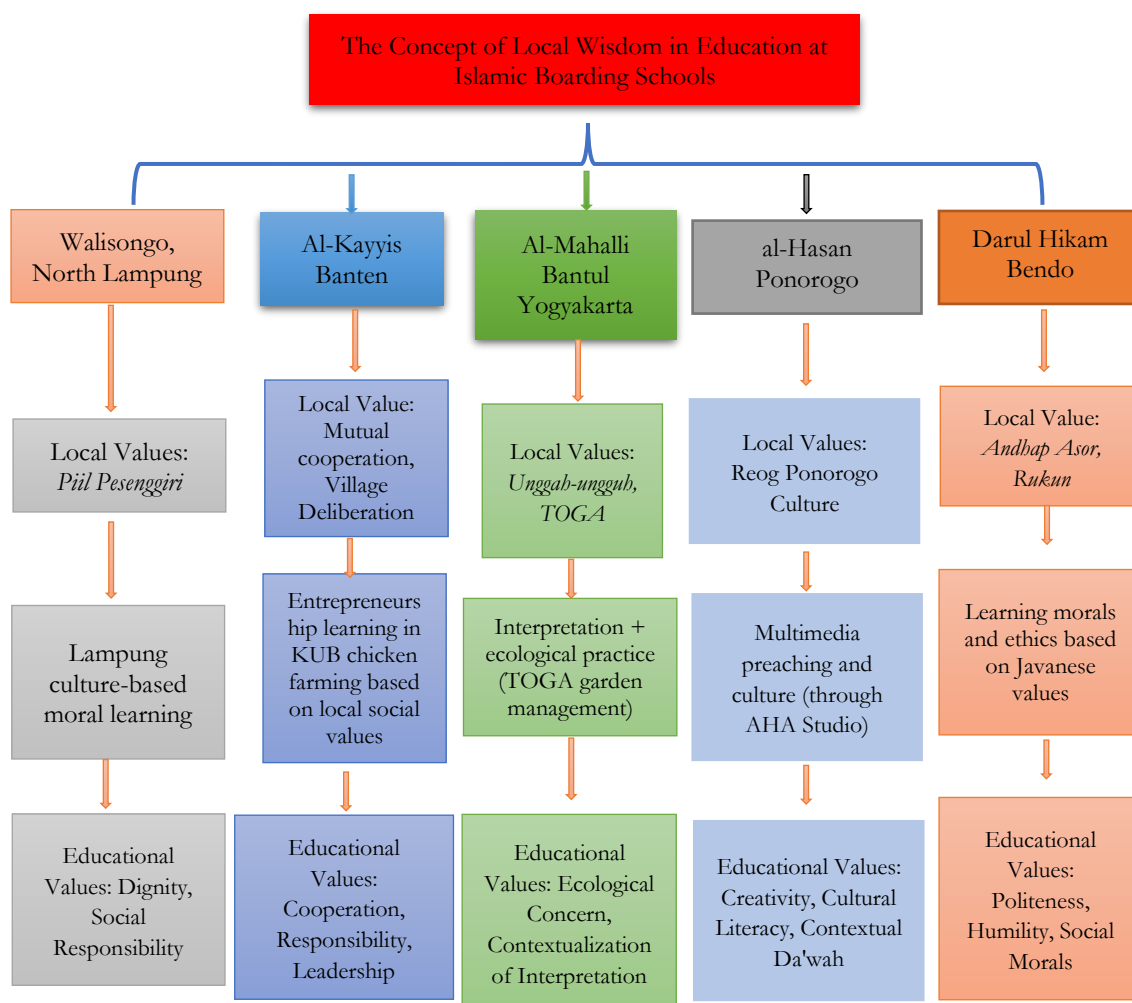 The Concept of Local Wisdom in Education at
Islamic Boarding Schools
Walisongo,
North Lampung
Al-Kayyis
Banten
Al-Mahalli
Bantul
Yogyakarta
al-Hasan
Ponorogo
Darul Hikam
Bendo
Local Values:
Piil Pesenggiri
Local Value:
Mutual
cooperation,
Village
Deliberation
Local Values:
Unggah-ungguh,
TOGA
Local Values:
Reog Ponorogo
Culture
Local Value:
Andhap Asor,
Rukun
Lampung
culture-based
moral learning
Entrepreneurs
hip learning in
KUB chicken
farming based
on local social
values
Interpretation +
ecological practice
(TOGA garden
management)
Multimedia
preaching and
culture (through
AHA Studio)
Learning morals
and ethics based
on Javanese
values
Educational
Values: Dignity,
Social
Responsibility
Educational
Values:
Cooperation,
Responsibility,
Leadership
Educational
Values: Ecological
Concern,
Contextualization
of Interpretation
Educational Values:
Creativity, Cultural
Literacy, Contextual
Da'wah
Educational
Values:
Politeness,
Humility, Social
Morals